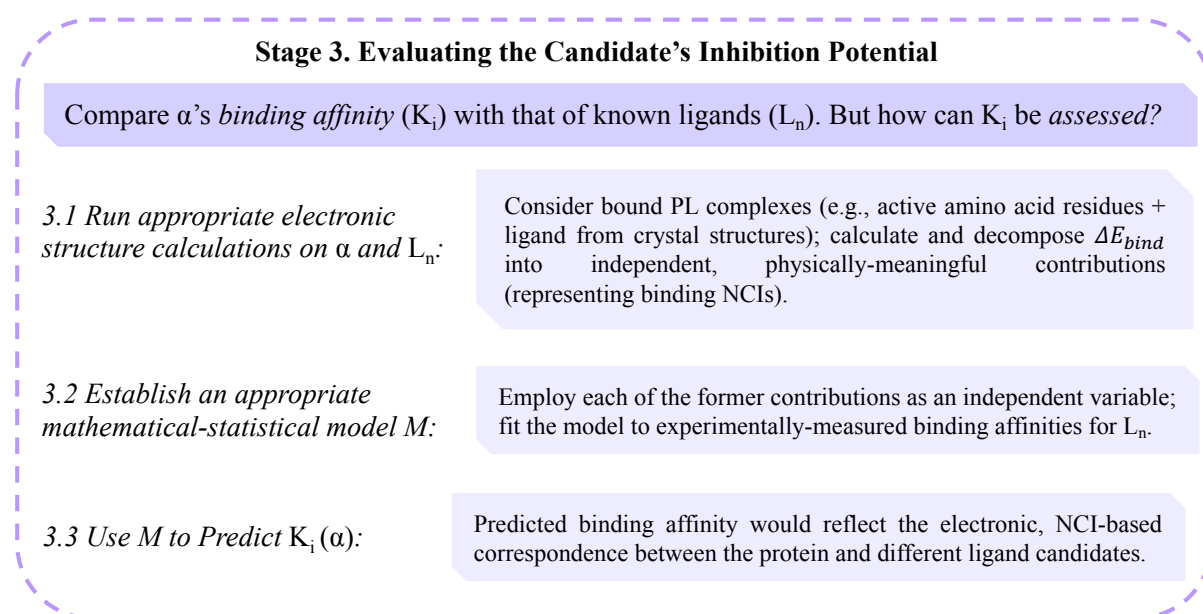 Stage 3. Evaluating the Candidate's Inhibition Potential
Compare α's binding affinity (Kᵢ) with that of known ligands (Lₙ). But how can Kᵢ be assessed?
3.1 Run appropriate electronic
structure calculations on α and Lₙ:
Consider bound PL complexes (e.g., active amino acid residues +
ligand from crystal structures); calculate and decompose ΔE_bind
into independent, physically-meaningful contributions
(representing binding NCIs).
3.2 Establish an appropriate
mathematical-statistical model M:
Employ each of the former contributions as an independent variable;
fit the model to experimentally-measured binding affinities for Lₙ.
3.3 Use M to Predict Kᵢ (α):
Predicted binding affinity would reflect the electronic, NCI-based
correspondence between the protein and different ligand candidates.